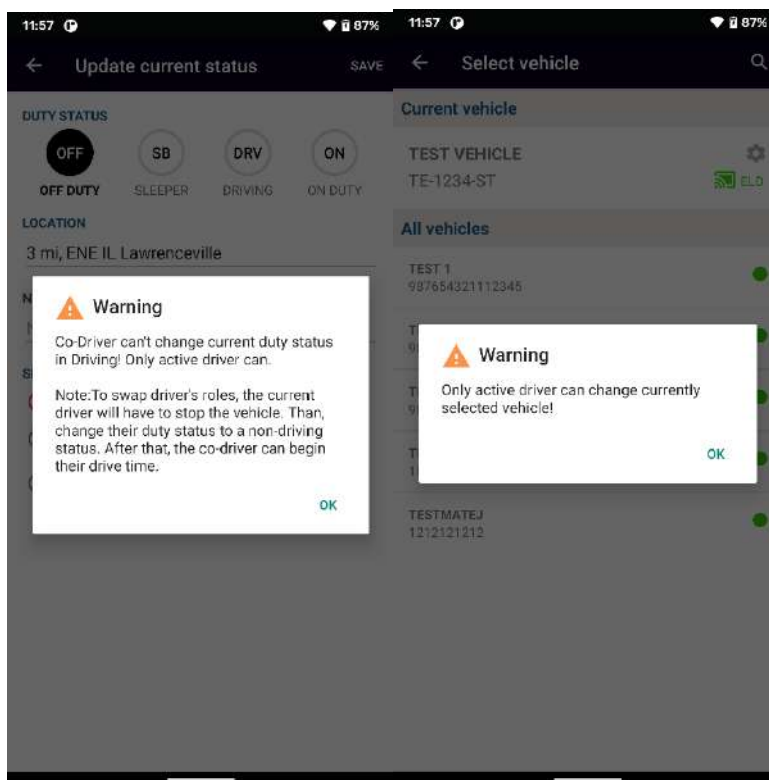 11:57
87%
Update current status
SAVE
DUTY STATUS
OFF
SB
DRV
ON
OFF DUTY
SLEEPER
DRIVING
ON DUTY
LOCATION
3 mi, ENE IL Lawrenceville
Warning
Co-Driver can't change current duty status
in Driving! Only active driver can.
Note:To swap driver's roles, the current
driver will have to stop the vehicle. Than,
change their duty status to a non-driving
status. After that, the co-driver can begin
their drive time.
OK
11:57
87%
Select vehicle
Current vehicle
TEST VEHICLE
TE-1234-ST
ELD
All vehicles
TEST 1
987654321112345
Warning
Only active driver can change currently
selected vehicle!
OK
TESTMATEJ
1212121212